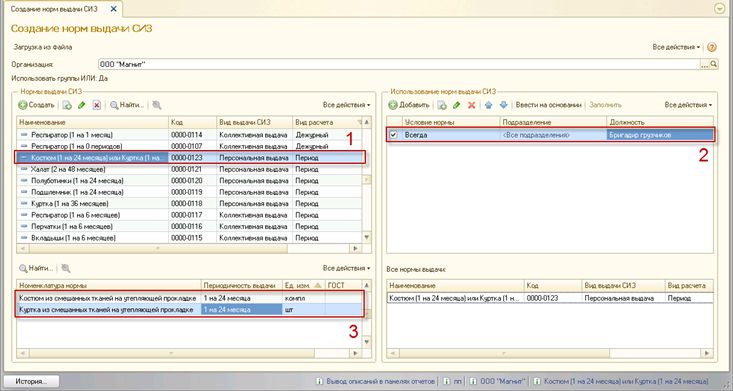 Создание норм выдачи СИЗ
Создание норм выдачи СИЗ
Загрузка из файла
Все действия
Организация: ООО "Магнит"
Использовать группы ИЛИ: Да
Нормы выдачи СИЗ
Создать Найти... Все действия
Наименование Код Вид выдачи СИЗ Вид расчета
Респиратор (1 на 1 месяц) 0000-0114 Коллективная выдача Дежурный
Респиратор (1 на 0 периодов) 0000-0107 Коллективная выдача Дежурный
1
Костюм (1 на 24 месяца) или Куртка (1 на... 0000-0123 Персональная выдача Период
Халат (2 на 48 месяцев) 0000-0121 Персональная выдача Период
Полуботинки (1 на 24 месяца) 0000-0120 Персональная выдача Период
Подшлемник (1 на 24 месяца) 0000-0119 Персональная выдача Период
Куртка (1 на 36 месяцев) 0000-0118 Персональная выдача Период
Респиратор (1 на 6 месяцев) 0000-0117 Коллективная выдача Период
Перчатки (1 на 6 месяцев) 0000-0116 Коллективная выдача Период
Вкладыши (1 на 6 месяцев) 0000-0115 Коллективная выдача Период
Найти... Все действия
Номенклатура нормы Периодичность выдачи Ед. изм. ГОСТ
Костюм из смешанных тканей на утепляющей прокладке 1 на 24 месяца компл
Куртка из смешанных тканей на утепляющей прокладке 1 на 24 месяца шт
3
Использование норм выдачи СИЗ
Добавить Ввести на основании Заполнить Все действия
Условие нормы Подразделение Должность
Всегда <Все подразделения> Бригадир грузчиков
2
Все нормы выдачи:
Наименование Код Вид выдачи СИЗ Вид расчета
Костюм (1 на 24 месяца) или Куртка (1 н... 0000-0123 Персональная выдача Период
История... Вывод описаний в панелях отчетов пп ООО "Магнит" Костюм (1 на 24 месяца) или Куртка (1 на 24 месяца)